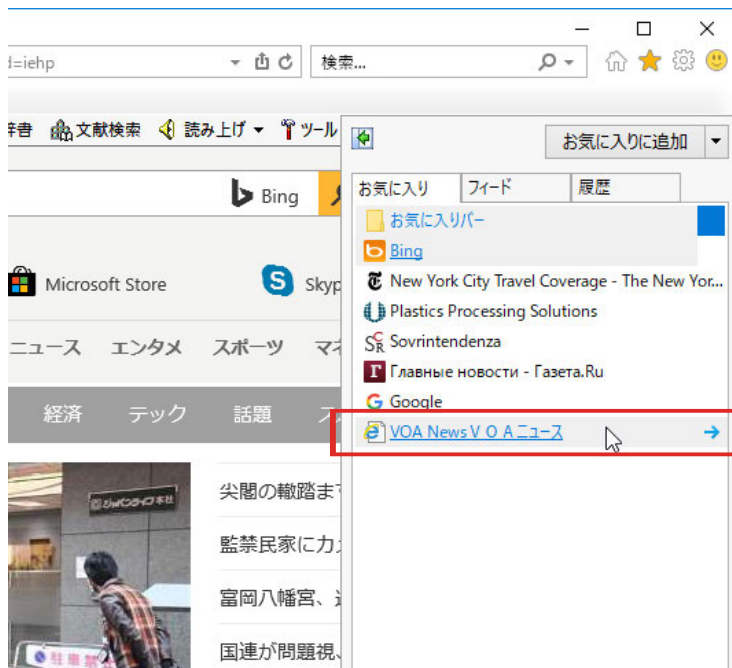 =iehp
検索...
文献検索 読み上げ ツール
お気に入りに追加
お気に入り フィード 履歴
Bing
お気に入りバー
Bing
Microsoft Store
New York City Travel Coverage - The New Yor...
Plastics Processing Solutions
Sovrintendenza
ニュース エンタメ スポーツ
Главные новости - Газета.Ru
Google
経済 テック 話題
VOA News V O A ニュース
尖閣の轍踏ま
監禁民家に力
富岡八幡宮、
国連が問題視、